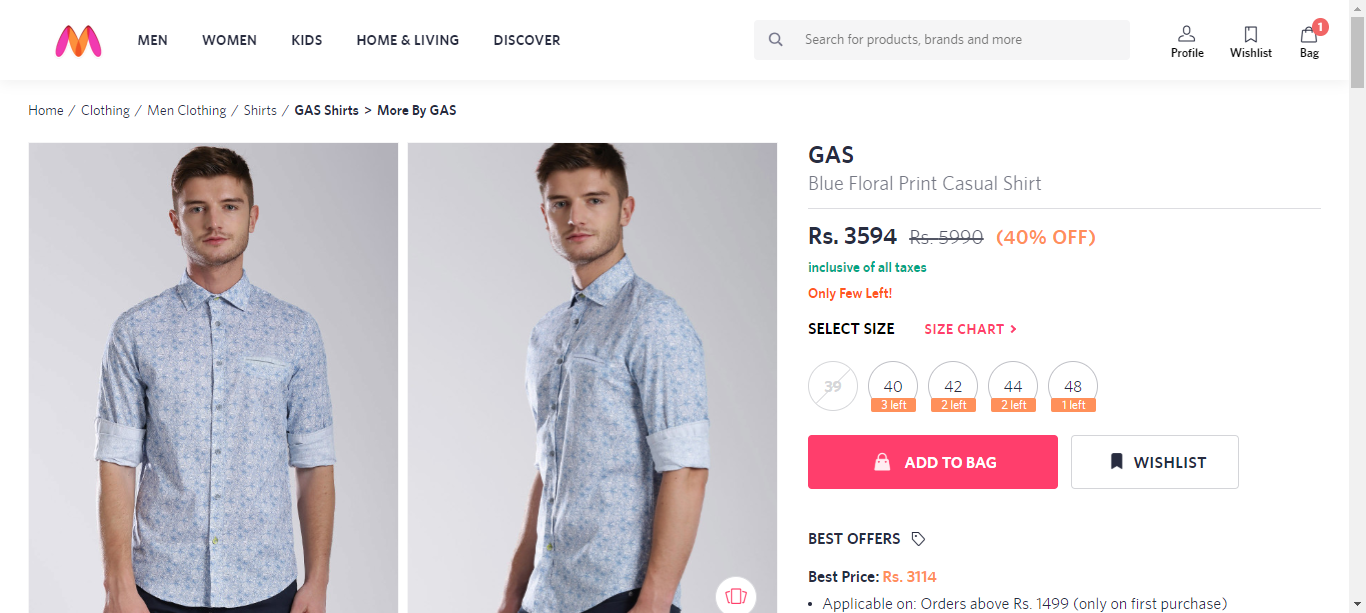 MEN WOMEN KIDS HOME & LIVING DISCOVER Search for products, brands and more
1
Profile Wishlist Bag
Home / Clothing / Men Clothing / Shirts / GAS Shirts > More By GAS
GAS
Blue Floral Print Casual Shirt
Rs. 3594 Rs. 5990 (40% OFF)
inclusive of all taxes
Only Few Left!
SELECT SIZE SIZE CHART >
39 40 42 44 48
3 left 2 left 2 left 1 left
ADD TO BAG WISHLIST
BEST OFFERS
Best Price: Rs. 3114
• Applicable on: Orders above Rs. 1499 (only on first purchase)